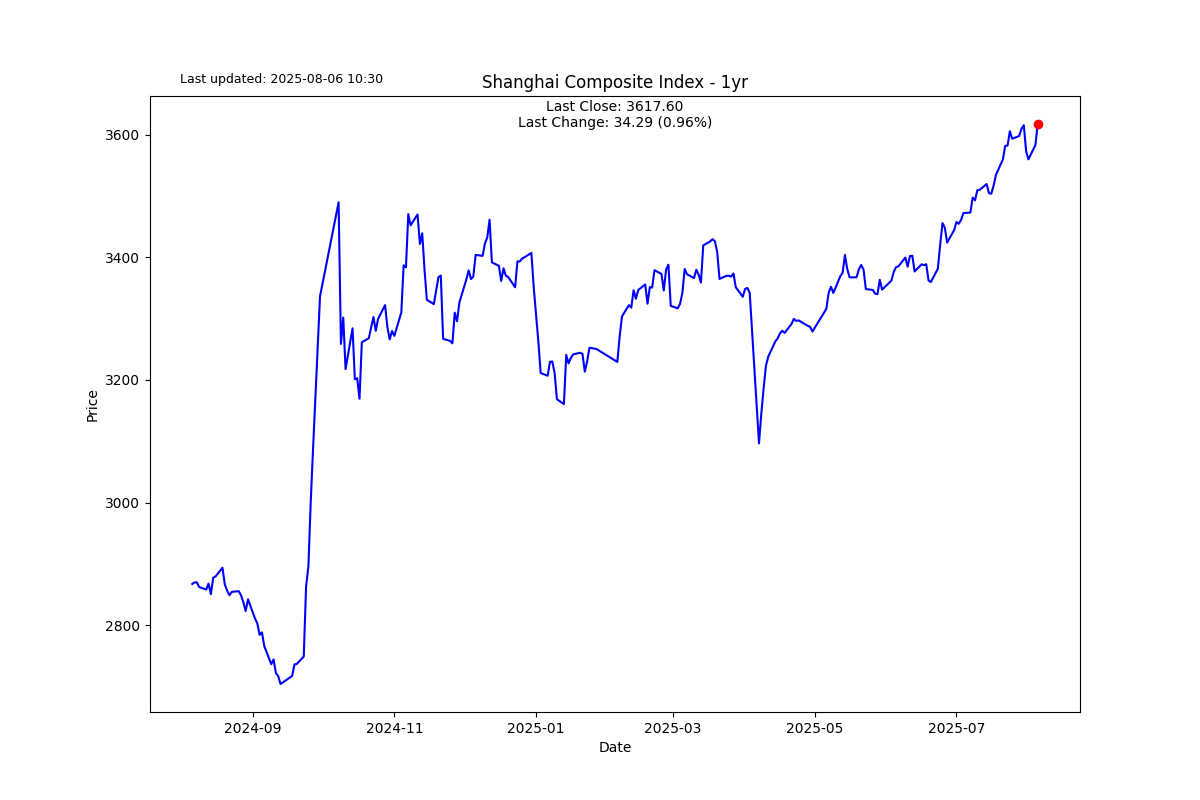 Last updated: 2025-08-06 10:30
Shanghai Composite Index - 1yr
Last Close: 3617.60
Last Change: 34.29 (0.96%)
3600
3400
3200
3000
2800
Price
2024-09
2024-11
2025-01
2025-03
2025-05
2025-07
Date